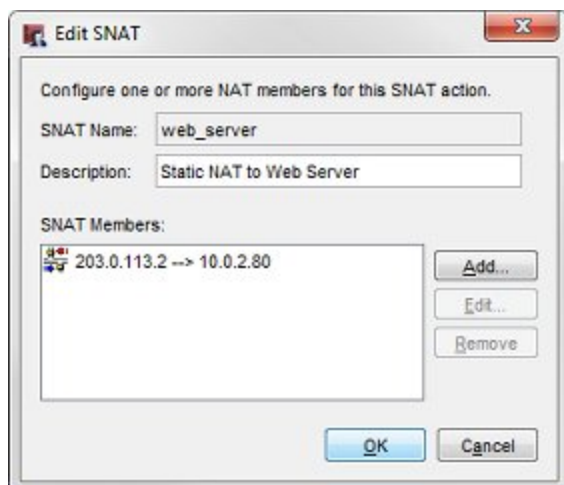 Edit SNAT
Configure one or more NAT members for this SNAT action.
SNAT Name: web_server
Description: Static NAT to Web Server
SNAT Members:
203.0.113.2 --> 10.0.2.80
Add...
Edit...
Remove
OK
Cancel